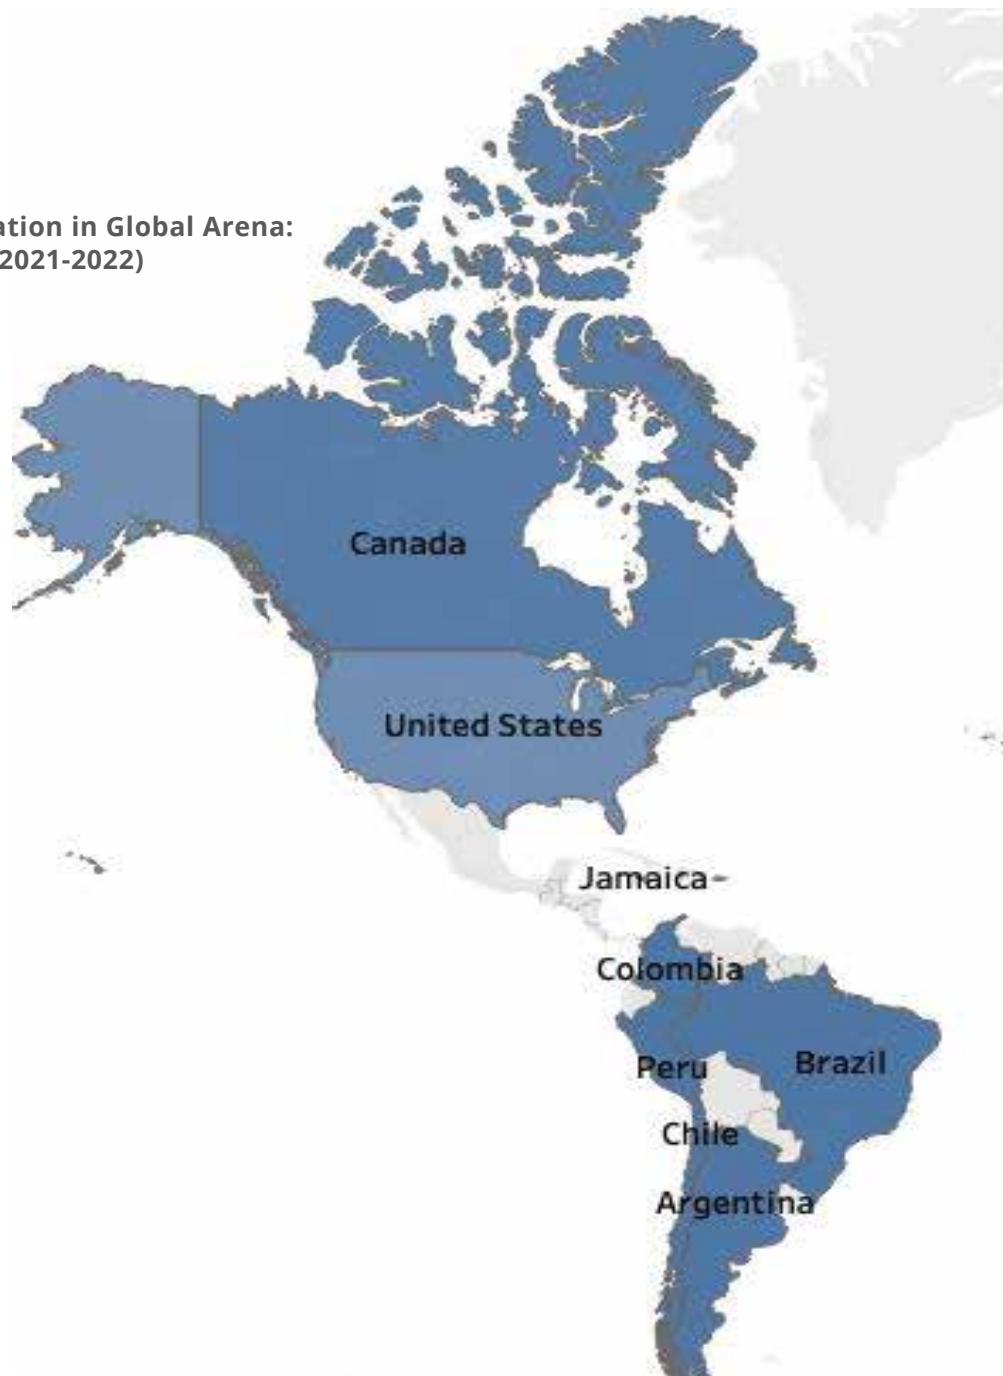 ation in Global Arena:
2021-2022)
Canada
United States
Jamaica
Colombia
Peru
Brazil
Chile
Argentina